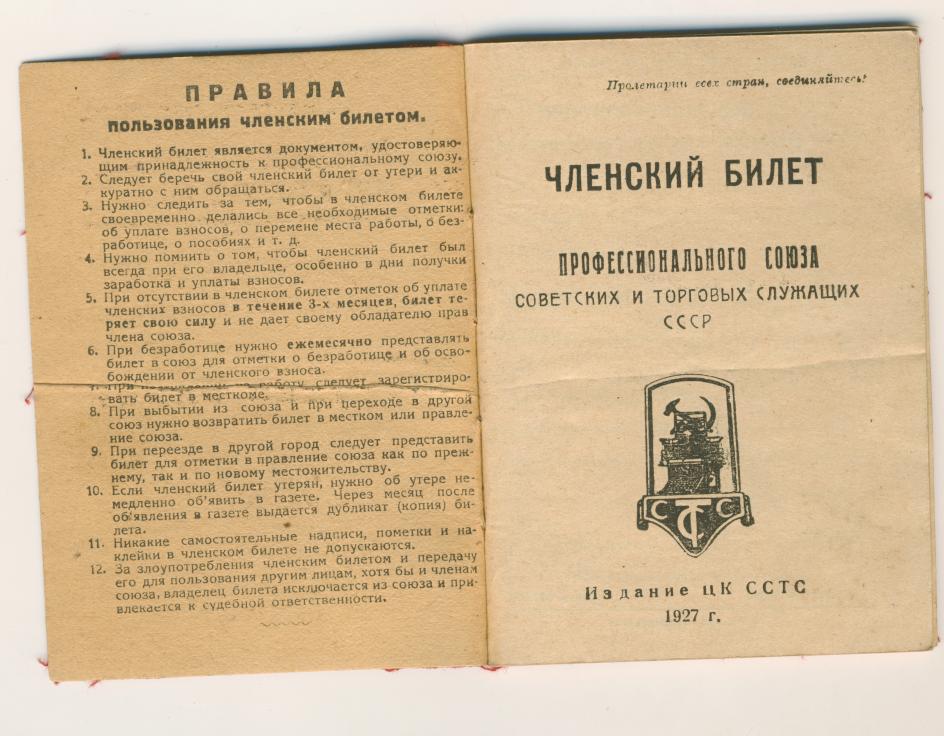 ПРАВИЛА
пользования членским билетом.
1. Членский билет является документом, удостоверяю-
щим принадлежность к профессиональному союзу.
2. Следует беречь свой членский билет от утери и ак-
куратно с ним обращаться.
3. Нужно следить за тем, чтобы в членском билете
своевременно делались все необходимые отметки:
об уплате взносов, о перемене места работы, о без-
работице, о пособиях и т. д.
4. Нужно помнить о том, чтобы членский билет был
всегда при его владельце, особенно в дни получки
заработка и уплаты взносов.
5. При отсутствии в членском билете отметок об уплате
членских взносов в течение 3-х месяцев, билет те-
ряет свою силу и не дает своему обладателю прав
члена союза.
6. При безработице нужно ежемесячно представлять
билет в союз для отметки о безработице и об осво-
бождении от членского взноса.
При на работу следует зарегистриро-
вать билет в месткоме.
8. При выбытии из союза и при переходе в другой
союз нужно возвратить билет в местком или правле-
ние союза.
9. При переезде в другой город следует представить
билет для отметки в правление союза как по преж-
нему, так и по новому местожительству.
10. Если членский билет утерян, нужно об утере не-
медленно об'явить в газете. Через месяц после
об'явления в газете выдается дубликат (копия) би-
лета.
11. Никакие самостоятельные надписи, пометки и на-
клейки в членском билете не допускаются.
12. За злоупотребления членским билетом и передачу
его для пользования другим лицам, хотя бы и членам
союза, владелец билета исключается из союза и при-
влекается к судебной ответственности.
Пролетарии всех стран, соединяйтесь!
ЧЛЕНСКИЙ БИЛЕТ
ПРОФЕССИОНАЛЬНОГО СОЮЗА
СОВЕТСКИХ И ТОРГОВЫХ СЛУЖАЩИХ
СССР
С Т С С
Издание ЦК ССТС
1927 г.